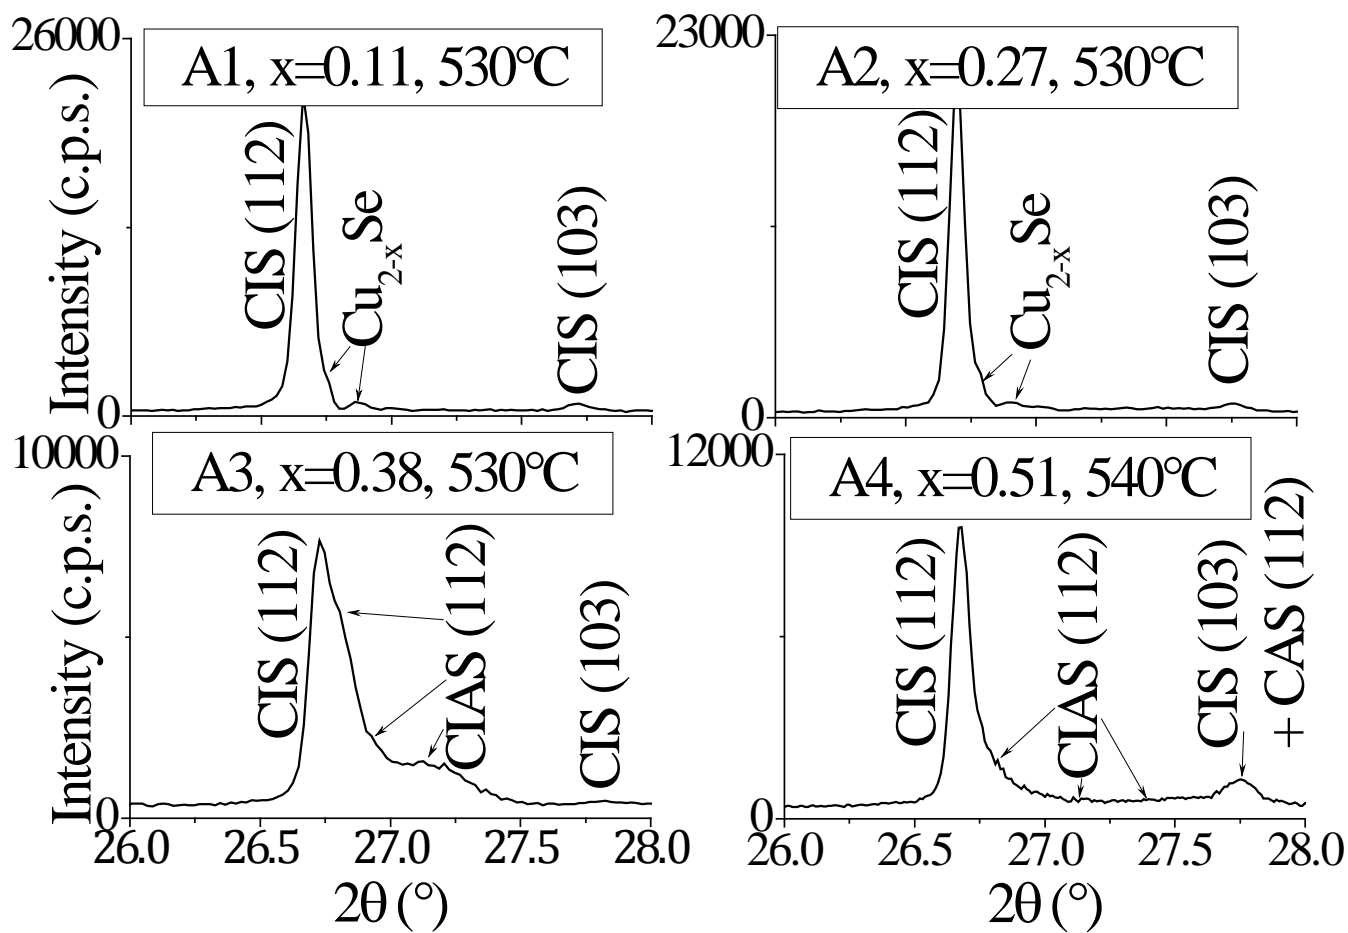 26000
A1, x=0.11, 530°C
Intensity (c.p.s.)
CIS (112)
Cu2-xSe
CIS (103)
0
23000
A2, x=0.27, 530°C
CIS (112)
Cu2-xSe
CIS (103)
0
10000
A3, x=0.38, 530°C
Intensity (c.p.s.)
CIS (112)
CIAS (112)
CIS (103)
0
26.0 26.5 27.0 27.5 28.0
2θ (°)
12000
A4, x=0.51, 540°C
CIS (112)
CIAS (112)
CIS (103)
+ CAS (112)
0
26.0 26.5 27.0 27.5 28.0
2θ (°)